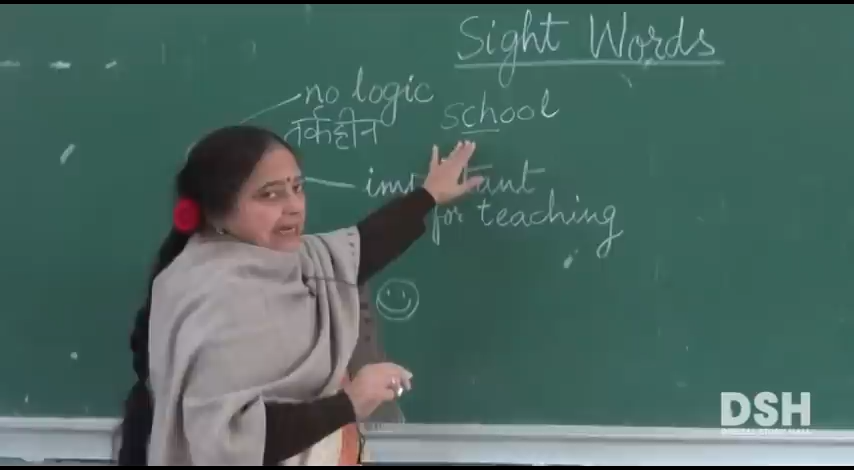 Sight Words
no logic
तर्कहीन
school
important
for teaching
DSH